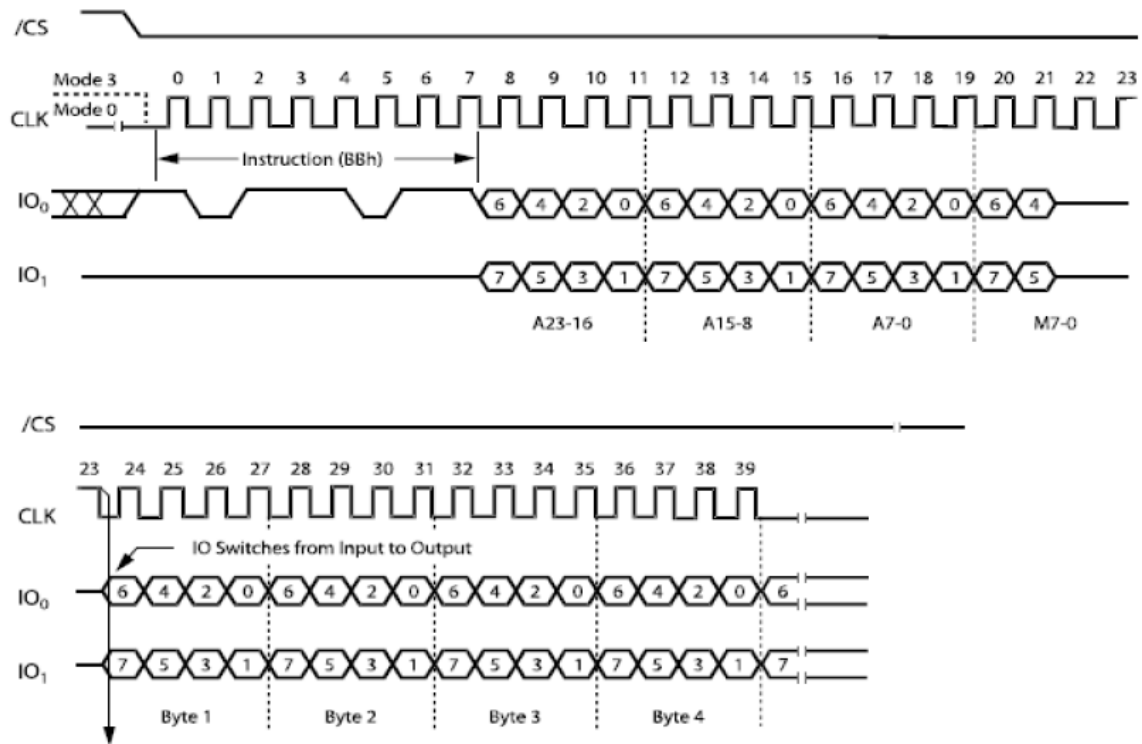 /CS
Mode 3
0 1 2 3 4 5 6 7 8 9 10 11 12 13 14 15 16 17 18 19 20 21 22 23
Mode 0
CLK
Instruction (BBh)
IO0 6 4 2 0 6 4 2 0 6 4 2 0 6 4
IO1 7 5 3 1 7 5 3 1 7 5 3 1 7 5
A23-16 A15-8 A7-0 M7-0
/CS
23 24 25 26 27 28 29 30 31 32 33 34 35 36 37 38 39
CLK
IO Switches from Input to Output
IO0 6 4 2 0 6 4 2 0 6 4 2 0 6 4 2 0 6
IO1 7 5 3 1 7 5 3 1 7 5 3 1 7 5 3 1 7
Byte 1 Byte 2 Byte 3 Byte 4